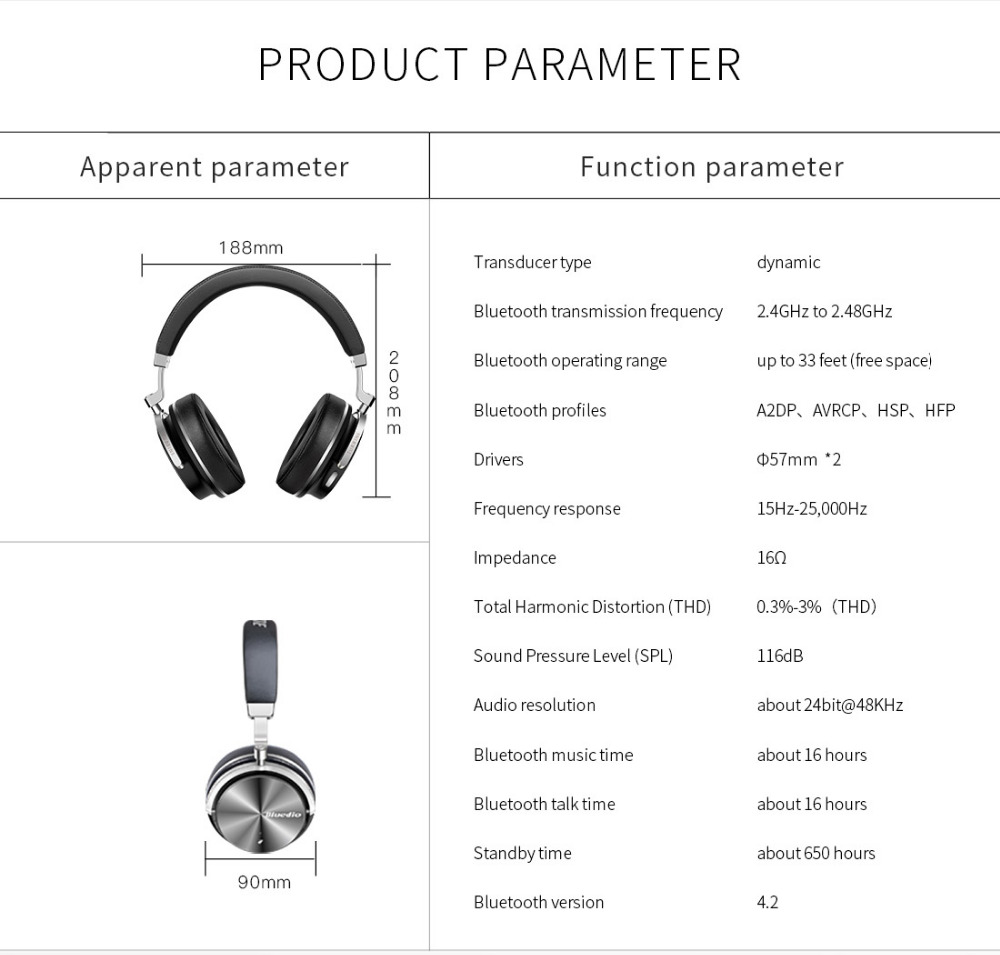 PRODUCT PARAMETER
Apparent parameter
Function parameter
188mm
208mm
Bluedio
90mm
Transducer type dynamic
Bluetooth transmission frequency 2.4GHz to 2.48GHz
Bluetooth operating range up to 33 feet (free space)
Bluetooth profiles A2DP、AVRCP、HSP、HFP
Drivers Φ57mm *2
Frequency response 15Hz-25,000Hz
Impedance 16Ω
Total Harmonic Distortion (THD) 0.3%-3%（THD）
Sound Pressure Level (SPL) 116dB
Audio resolution about 24bit@48KHz
Bluetooth music time about 16 hours
Bluetooth talk time about 16 hours
Standby time about 650 hours
Bluetooth version 4.2